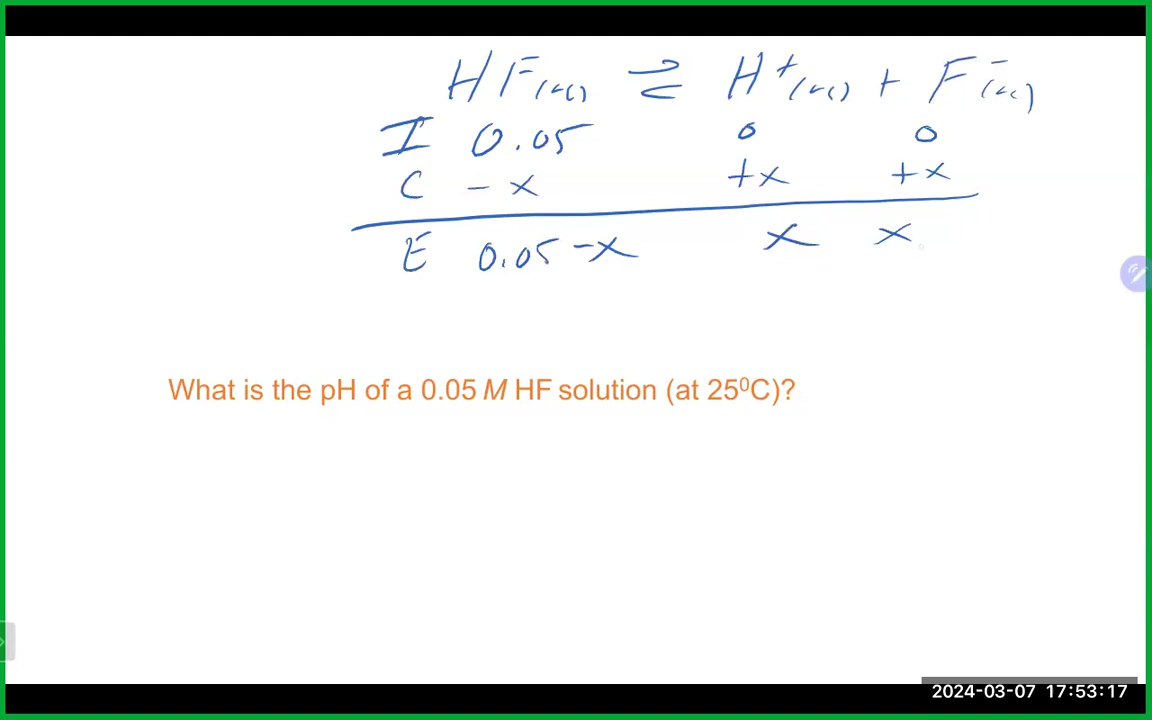 HF(aq) ⇌ H⁺(aq) + F⁻(aq)
I 0.05 0 0
C -x +x +x
E 0.05-x x x
What is the pH of a 0.05 M HF solution (at 25⁰C)?
2024-03-07 17:53:17